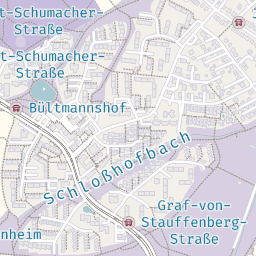 t-Schumacher-
Straße
t-Schumacher-
Straße
Bültmannshof
Schloßhofbach
Graf-von-
Stauffenberg-
Straße
nheim